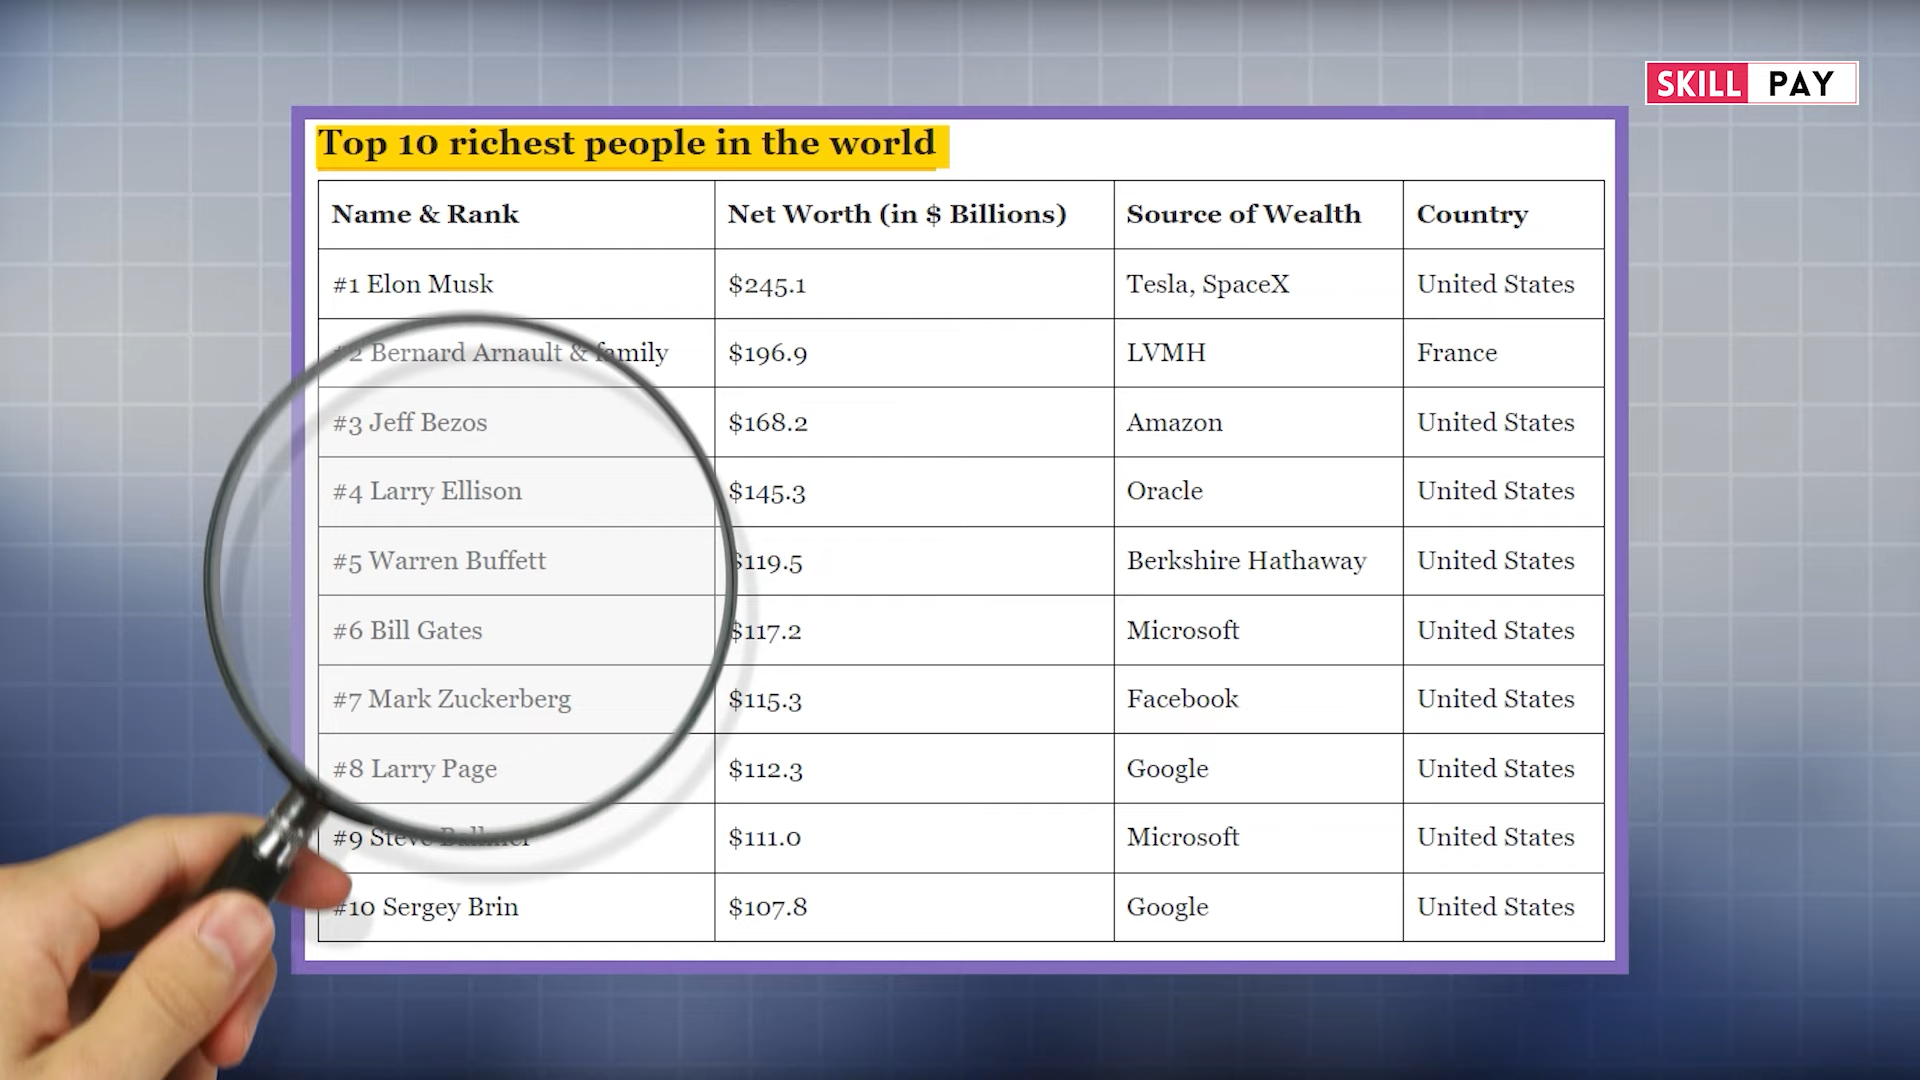 SKILL PAY
Top 10 richest people in the world
Name & Rank Net Worth (in $ Billions) Source of Wealth Country
#1 Elon Musk $245.1 Tesla, SpaceX United States
#2 Bernard Arnault & family $196.9 LVMH France
#3 Jeff Bezos $168.2 Amazon United States
#4 Larry Ellison $145.3 Oracle United States
#5 Warren Buffett $119.5 Berkshire Hathaway United States
#6 Bill Gates $117.2 Microsoft United States
#7 Mark Zuckerberg $115.3 Facebook United States
#8 Larry Page $112.3 Google United States
#9 Steve Ballmer $111.0 Microsoft United States
#10 Sergey Brin $107.8 Google United States